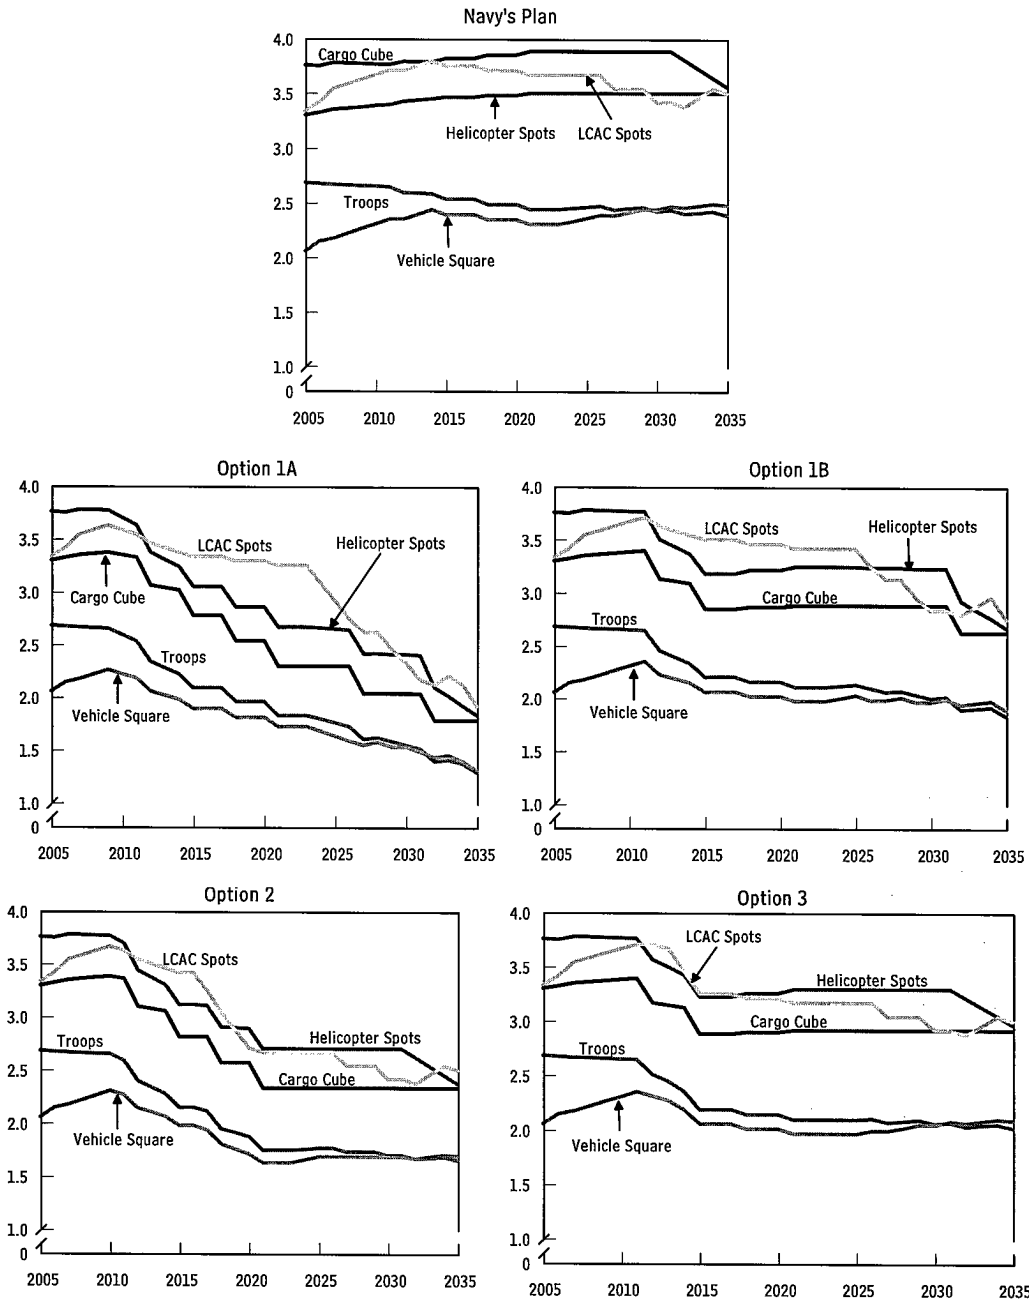 Navy's Plan
4.0
Cargo Cube
3.5
Helicopter Spots
LCAC Spots
3.0
2.5
Troops
2.0
Vehicle Square
1.5
1.0
0
2005 2010 2015 2020 2025 2030 2035
Option 1A
4.0
LCAC Spots
Helicopter Spots
3.5
Cargo Cube
3.0
2.5
Troops
2.0
Vehicle Square
1.5
1.0
0
2005 2010 2015 2020 2025 2030 2035
Option 1B
4.0
LCAC Spots
Helicopter Spots
3.5
3.0
Cargo Cube
Troops
2.5
2.0
Vehicle Square
1.5
1.0
0
2005 2010 2015 2020 2025 2030 2035
Option 2
4.0
LCAC Spots
3.5
3.0
Helicopter Spots
Troops
2.5
Cargo Cube
2.0
Vehicle Square
1.5
1.0
0
2005 2010 2015 2020 2025 2030 2035
Option 3
4.0
LCAC Spots
3.5
Helicopter Spots
3.0
Cargo Cube
Troops
2.5
2.0
Vehicle Square
1.5
1.0
0
2005 2010 2015 2020 2025 2030 2035